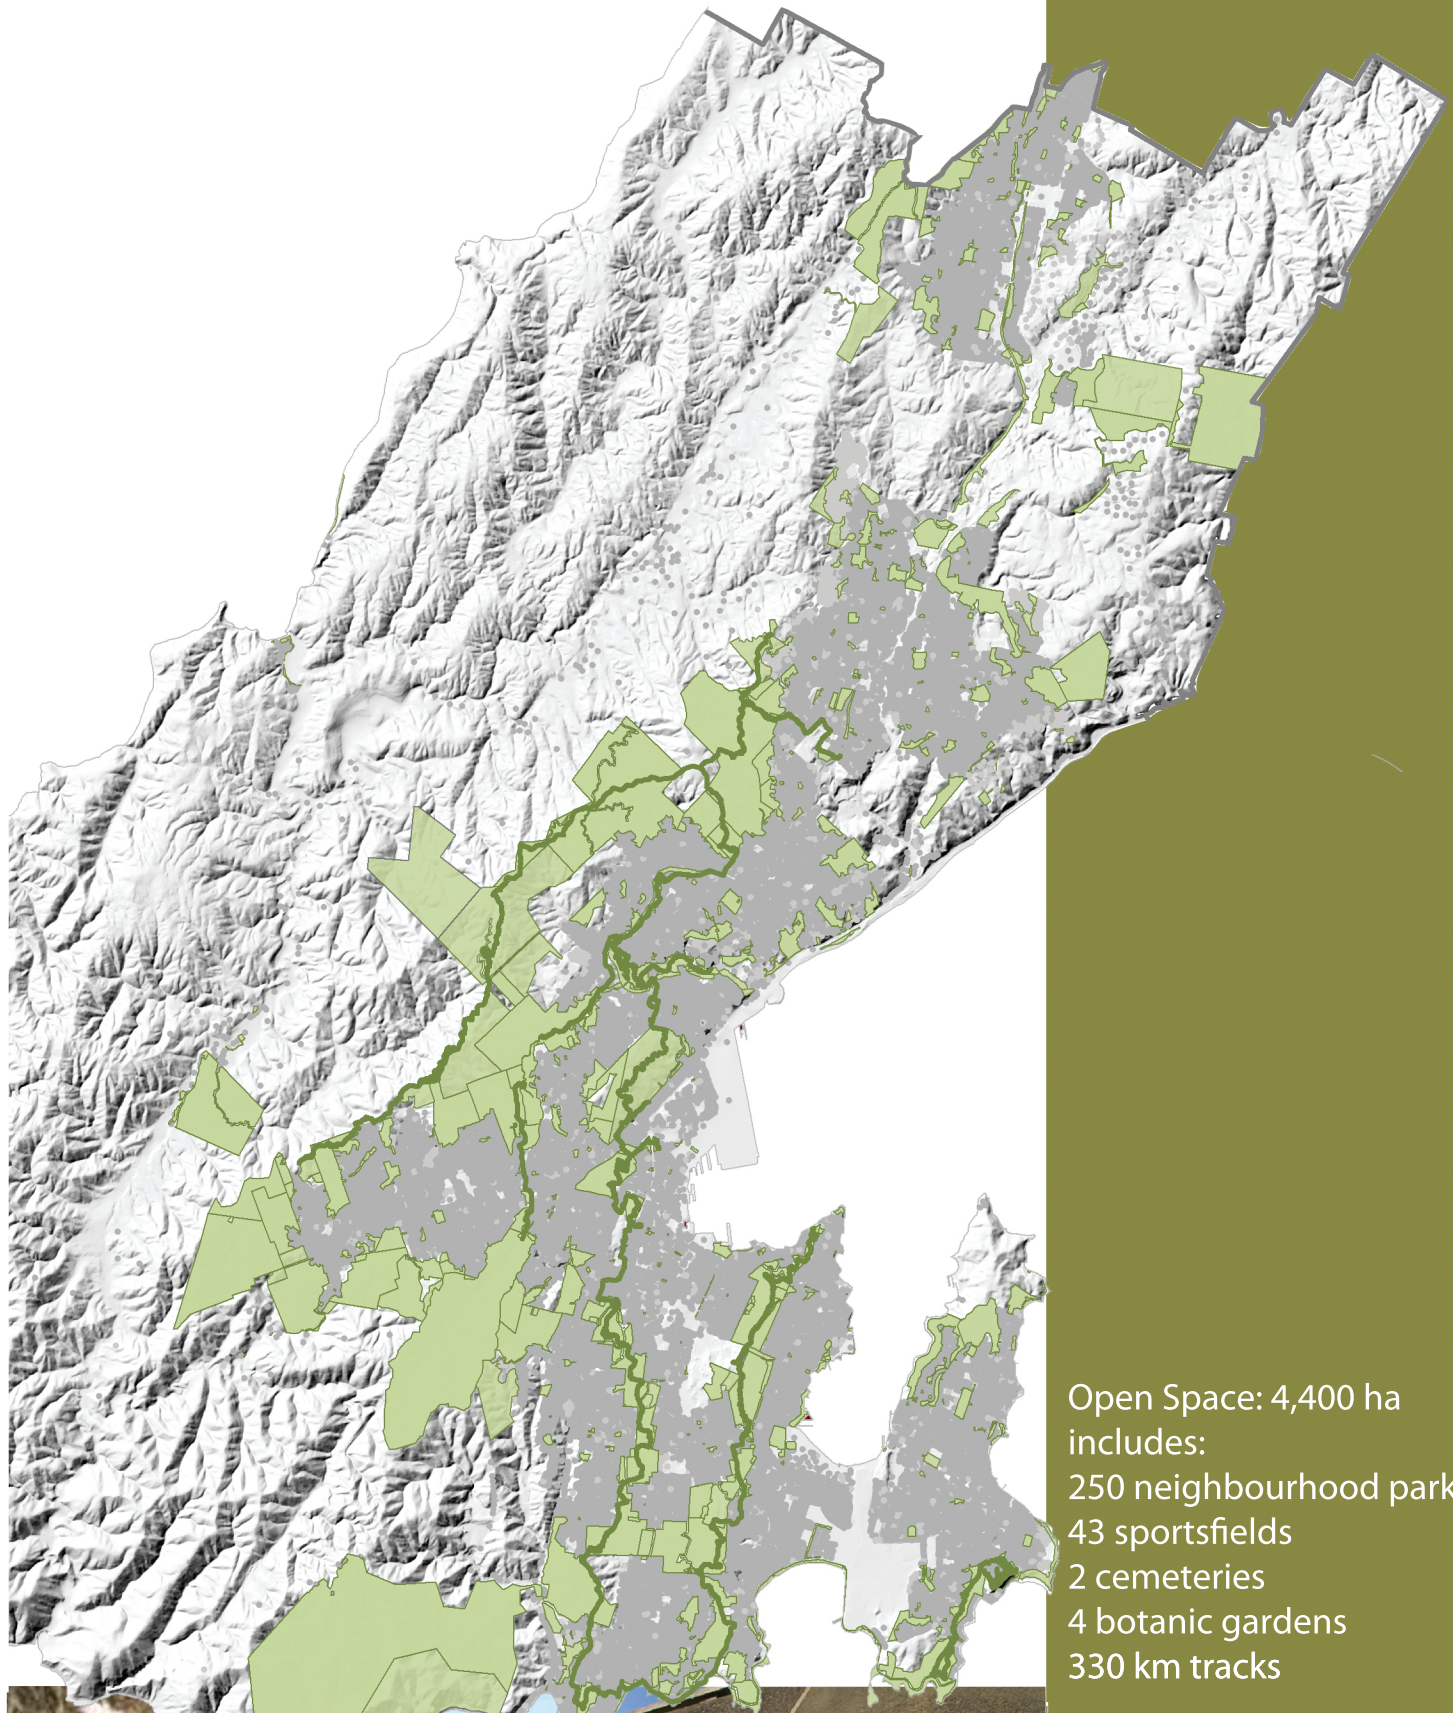 Open Space: 4,400 ha
includes:
250 neighbourhood park
43 sportsfields
2 cemeteries
4 botanic gardens
330 km tracks